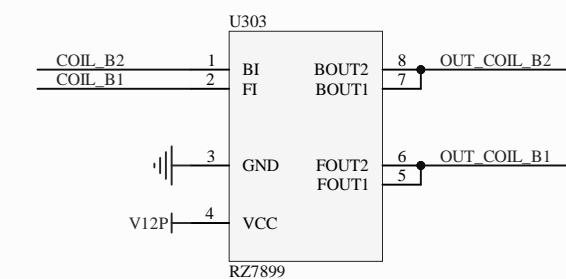 U303
COIL_B2 1 BI BOUT2 8 OUT_COIL_B2
COIL_B1 2 FI BOUT1 7
3 GND FOUT2 6 OUT_COIL_B1
FOUT1 5
V12P 4 VCC
RZ7899